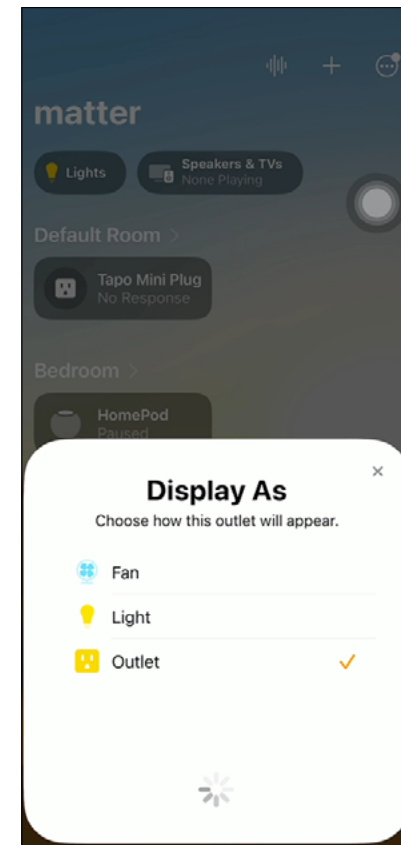 matter
Lights
Speakers & TVs
None Playing
Default Room >
Tapo Mini Plug
No Response
Bedroom >
HomePod
Paused
Display As
Choose how this outlet will appear.
Fan
Light
Outlet